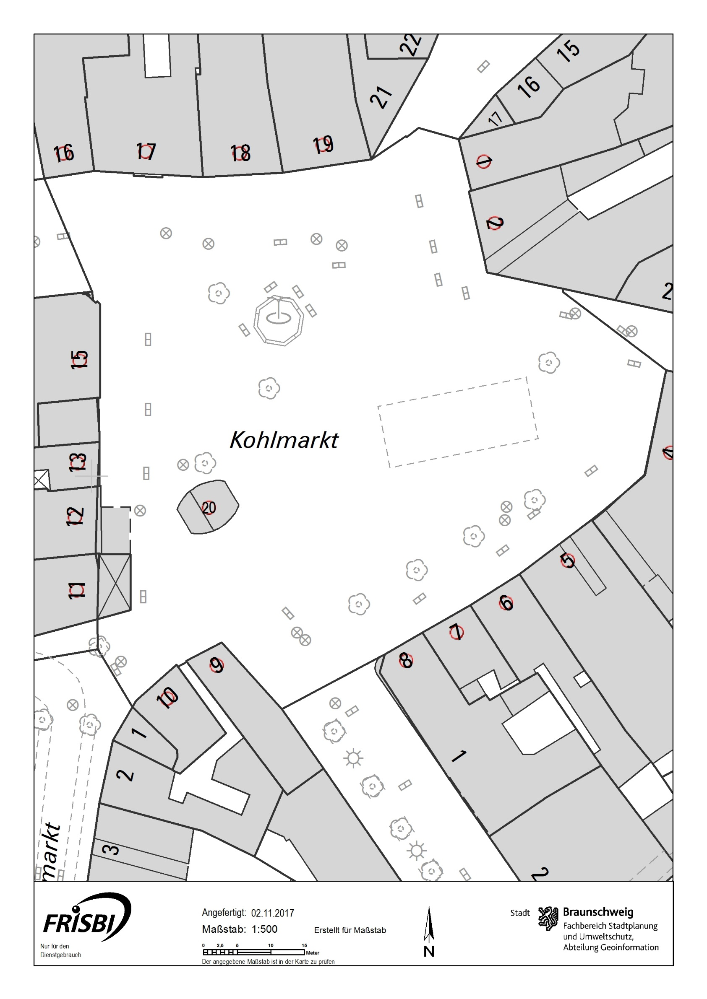 22
15
16
21
17
19
16
17
18
1
2
2
15
Kohlmarkt
4
13
20
12
5
11
6
7
8
9
10
1
1
2
markt
3
2
FRISBI
Nur für den
Dienstgebrauch
Angefertigt: 02.11.2017
Maßstab: 1:500
Erstellt für Maßstab
0 2,5 5 10 15
Meter
Der angegebene Maßstab ist in der Karte zu prüfen
N
Stadt Braunschweig
Fachbereich Stadtplanung
und Umweltschutz,
Abteilung Geoinformation